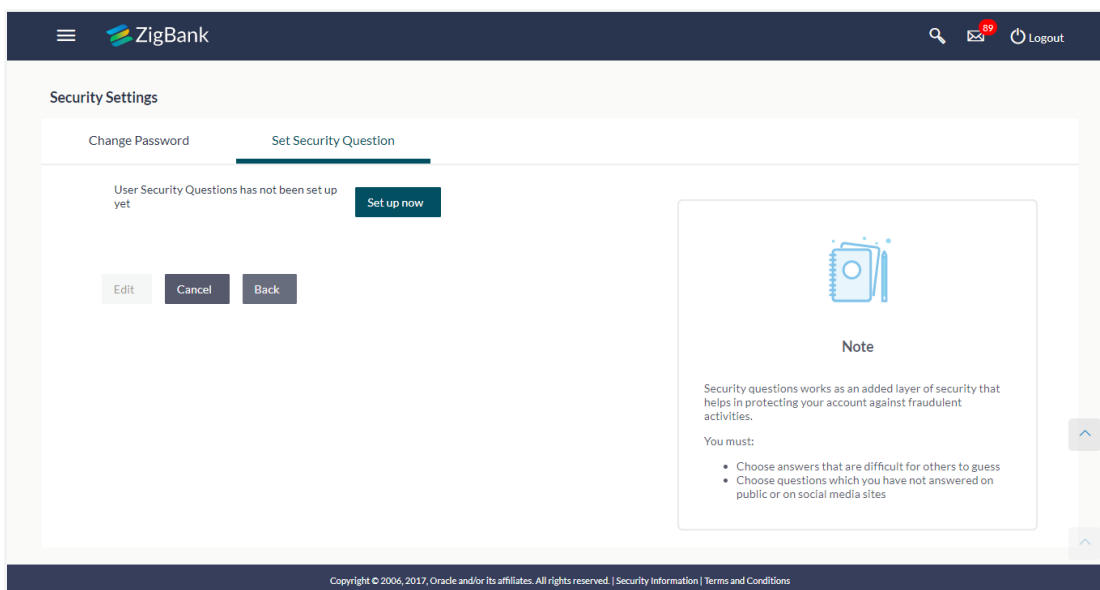 ZigBank
89
Logout
Security Settings
Change Password
Set Security Question
User Security Questions has not been set up
yet
Set up now
Edit
Cancel
Back
Note
Security questions works as an added layer of security that
helps in protecting your account against fraudulent
activities.
You must:
• Choose answers that are difficult for others to guess
• Choose questions which you have not answered on
public or on social media sites
Copyright © 2006, 2017, Oracle and/or its affiliates. All rights reserved. | Security Information | Terms and Conditions